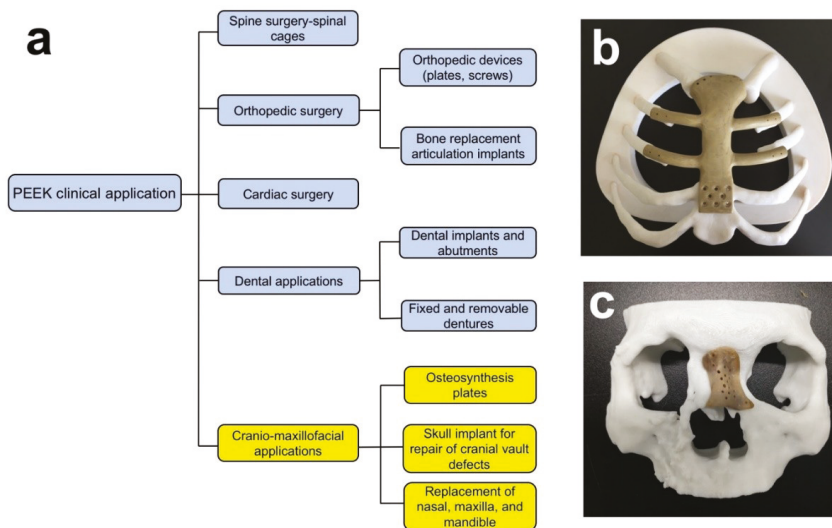 a
Spine surgery-spinal
cages
Orthopedic surgery
Orthopedic devices
(plates, screws)
Bone replacement
articulation implants
PEEK clinical application
Cardiac surgery
Dental applications
Dental implants and
abutments
Fixed and removable
dentures
Cranio-maxillofacial
applications
Osteosynthesis
plates
Skull implant for
repair of cranial vault
defects
Replacement of
nasal, maxilla, and
mandible
b
c